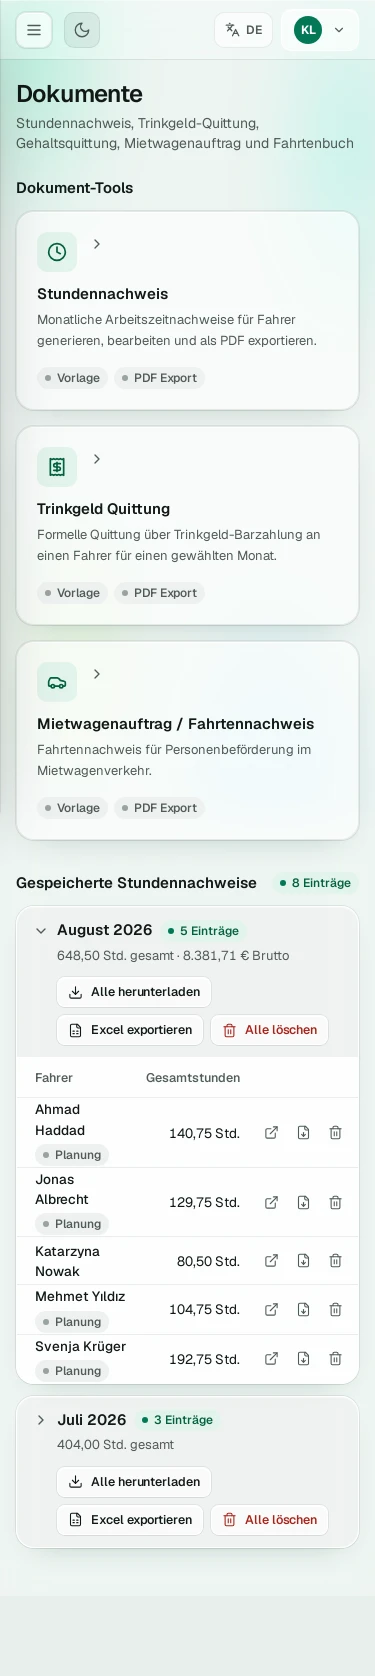 DE
KL
Dokumente
Stundennachweis, Trinkgeld-Quittung,
Gehaltsquittung, Mietwagenauftrag und Fahrtenbuch
Dokument-Tools
Stundennachweis
Monatliche Arbeitszeitnachweise für Fahrer
generieren, bearbeiten und als PDF exportieren.
Vorlage PDF Export
Trinkgeld Quittung
Formelle Quittung über Trinkgeld-Barzahlung an
einen Fahrer für einen gewählten Monat.
Vorlage PDF Export
Mietwagenauftrag / Fahrtennachweis
Fahrtennachweis für Personenbeförderung im
Mietwagenverkehr.
Vorlage PDF Export
Gespeicherte Stundennachweise 8 Einträge
August 2026 5 Einträge
648,50 Std. gesamt · 8.381,71 € Brutto
Alle herunterladen
Excel exportieren Alle löschen
Fahrer Gesamtstunden
Ahmad
Haddad
Planung
140,75 Std.
Jonas
Albrecht
Planung
129,75 Std.
Katarzyna
Nowak
80,50 Std.
Mehmet Yıldız
Planung
104,75 Std.
Svenja Krüger
Planung
192,75 Std.
Juli 2026 3 Einträge
404,00 Std. gesamt
Alle herunterladen
Excel exportieren Alle löschen